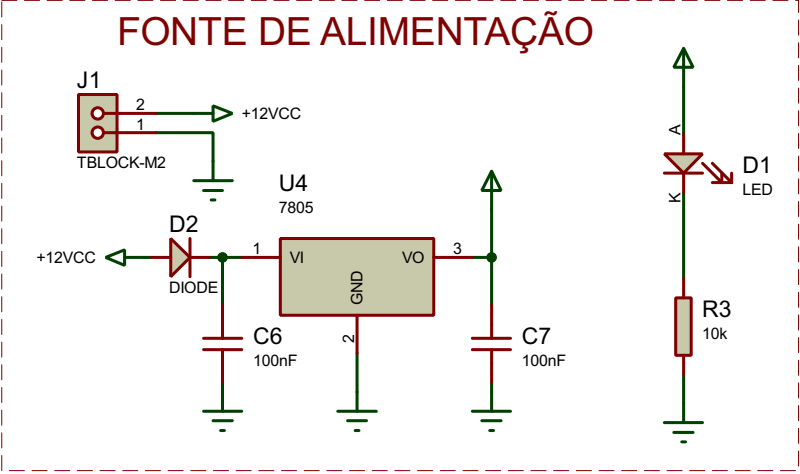 FONTE DE ALIMENTAÇÃO
J1
2
+12VCC
1
TBLOCK-M2
A
D1
LED
K
U4
7805
D2
+12VCC
DIODE
1
VI
VO
3
GND
2
C6
100nF
C7
100nF
R3
10k